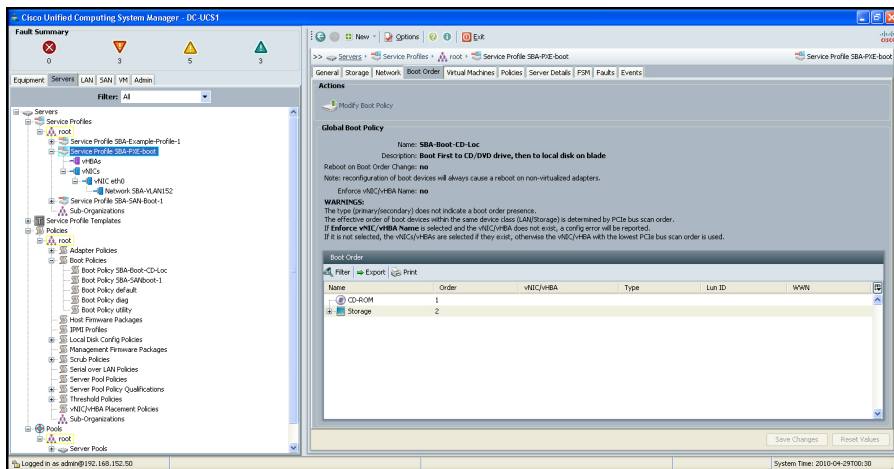 Cisco Unified Computing System Manager - DC-UCS1
Fault Summary
0 3 5 3
Equipment Servers LAN SAN VM Admin
Filter: All
Servers
Service Profiles
root
Service Profile SBA-Example-Profile-1
Service Profile SBA-PXE-boot
vHBAs
vNICs
vNIC eth0
Network SBA-VLAN152
Service Profile SBA-SAN-Boot-1
Sub-Organizations
Service Profile Templates
Policies
root
Adapter Policies
Boot Policies
Boot Policy SBA-Boot-CD-Loc
Boot Policy SBA-SANboot-1
Boot Policy default
Boot Policy diag
Boot Policy utility
Host Firmware Packages
IPMI Profiles
Local Disk Config Policies
Management Firmware Packages
Scrub Policies
Serial over LAN Policies
Server Pool Policies
Server Pool Policy Qualifications
Threshold Policies
vNIC/vHBA Placement Policies
Sub-Organizations
Pools
root
Server Pools
New Options Exit
cisco
>> Servers Service Profiles root Service Profile SBA-PXE-boot
Service Profile SBA-PXE-boot
General Storage Network Boot Order Virtual Machines Policies Server Details FSM Faults Events
Actions
Modify Boot Policy
Global Boot Policy
Name: SBA-Boot-CD-Loc
Description: Boot First to CD/DVD drive, then to local disk on blade
Reboot on Boot Order Change: no
Note: reconfiguration of boot devices will always cause a reboot on non-virtualized adapters.
Enforce vNIC/vHBA Name: no
WARNINGS:
The type (primary/secondary) does not indicate a boot order presence.
The effective order of boot devices within the same device class (LAN/Storage) is determined by PCIe bus scan order.
If Enforce vNIC/vHBA Name is selected and the vNIC/vHBA does not exist, a config error will be reported.
If it is not selected, the vNICs/vHBAs are selected if they exist, otherwise the vNIC/vHBA with the lowest PCIe bus scan order is used.
Boot Order
Filter Export Print
Name Order vNIC/vHBA Type Lun ID WWN
CD-ROM 1
Storage 2
Save Changes Reset Values
Logged in as admin@192.168.152.50
System Time: 2010-04-29T00:30